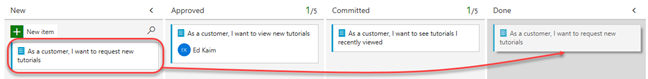 New
Approved
1/5
Committed
1/5
Done
New item
As a customer, I want to request new
tutorials
As a customer, I want to view new tutorials
EK
Ed Kaim
As a customer, I want to see tutorials I
recently viewed
As a customer, I want to request new
tutorials